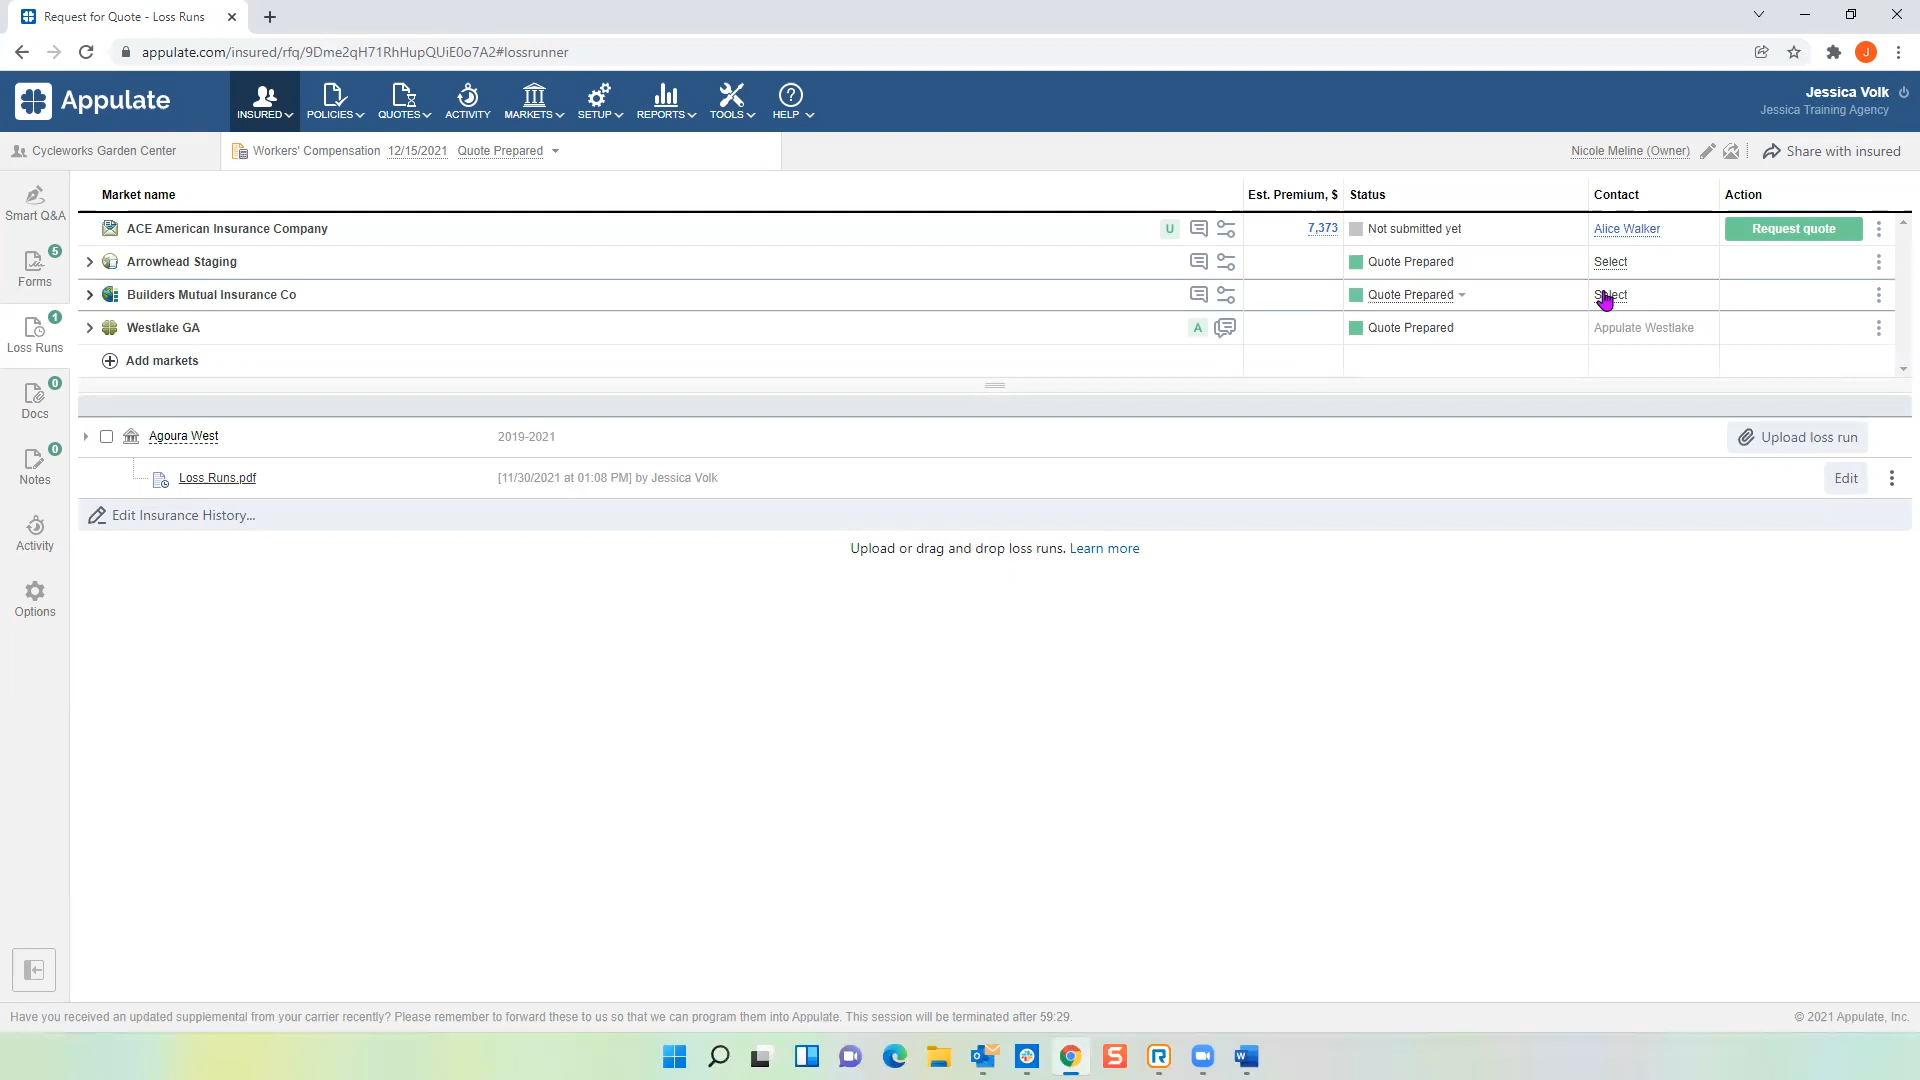 Request for Quote - Loss Runs
appulate.com/insured/rfq/9Dme2qH71RhHupQUiE0o7A2#lossrunner
J
Appulate
INSURED
POLICIES
QUOTES
ACTIVITY
MARKETS
SETUP
REPORTS
TOOLS
HELP
Jessica Volk
Jessica Training Agency
Cycleworks Garden Center
Workers' Compensation 12/15/2021 Quote Prepared
Nicole Meline (Owner)
Share with insured
Smart Q&A
5
Forms
1
Loss Runs
0
Docs
0
Notes
Activity
Options
Market name Est. Premium, $ Status Contact Action
ACE American Insurance Company U 7,373 Not submitted yet Alice Walker Request quote
Arrowhead Staging Quote Prepared Select
Builders Mutual Insurance Co Quote Prepared Select
Westlake GA A Quote Prepared Appulate Westlake
Add markets
Agoura West 2019-2021 Upload loss run
Loss Runs.pdf [11/30/2021 at 01:08 PM] by Jessica Volk Edit
Edit Insurance History...
Upload or drag and drop loss runs. Learn more
Have you received an updated supplemental from your carrier recently? Please remember to forward these to us so that we can program them into Appulate. This session will be terminated after 59:29.
© 2021 Appulate, Inc.